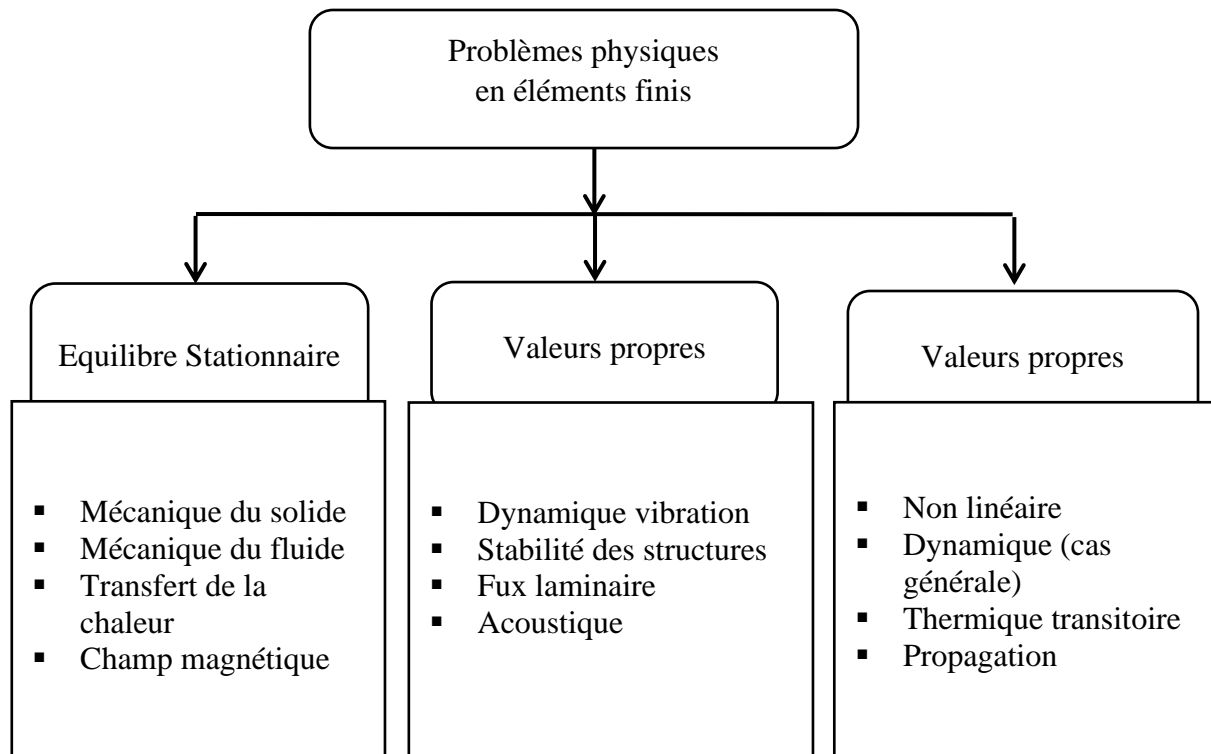 Problèmes physiques
en éléments finis
Equilibre Stationnaire
▪ Mécanique du solide
▪ Mécanique du fluide
▪ Transfert de la
chaleur
▪ Champ magnétique
Valeurs propres
▪ Dynamique vibration
▪ Stabilité des structures
▪ Fux laminaire
▪ Acoustique
Valeurs propres
▪ Non linéaire
▪ Dynamique (cas
générale)
▪ Thermique transitoire
▪ Propagation